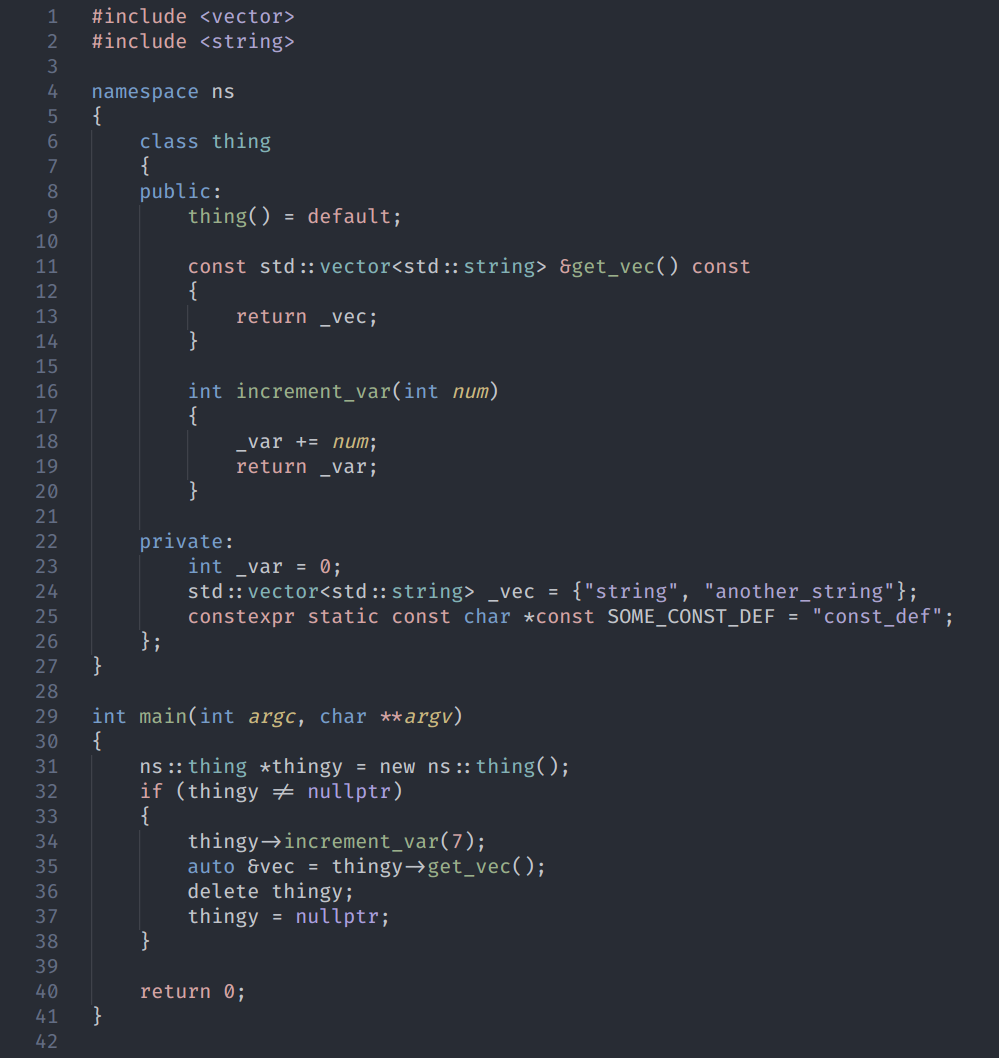 1 #include <vector>
2 #include <string>
3
4 namespace ns
5 {
6     class thing
7     {
8     public:
9         thing() = default;
10
11         const std::vector<std::string> &get_vec() const
12         {
13             return _vec;
14         }
15
16         int increment_var(int num)
17         {
18             _var += num;
19             return _var;
20         }
21
22     private:
23         int _var = 0;
24         std::vector<std::string> _vec = {"string", "another_string"};
25         constexpr static const char *const SOME_CONST_DEF = "const_def";
26     };
27 }
28
29 int main(int argc, char **argv)
30 {
31     ns::thing *thingy = new ns::thing();
32     if (thingy ≠ nullptr)
33     {
34         thingy→increment_var(7);
35         auto &vec = thingy→get_vec();
36         delete thingy;
37         thingy = nullptr;
38     }
39
40     return 0;
41 }
42